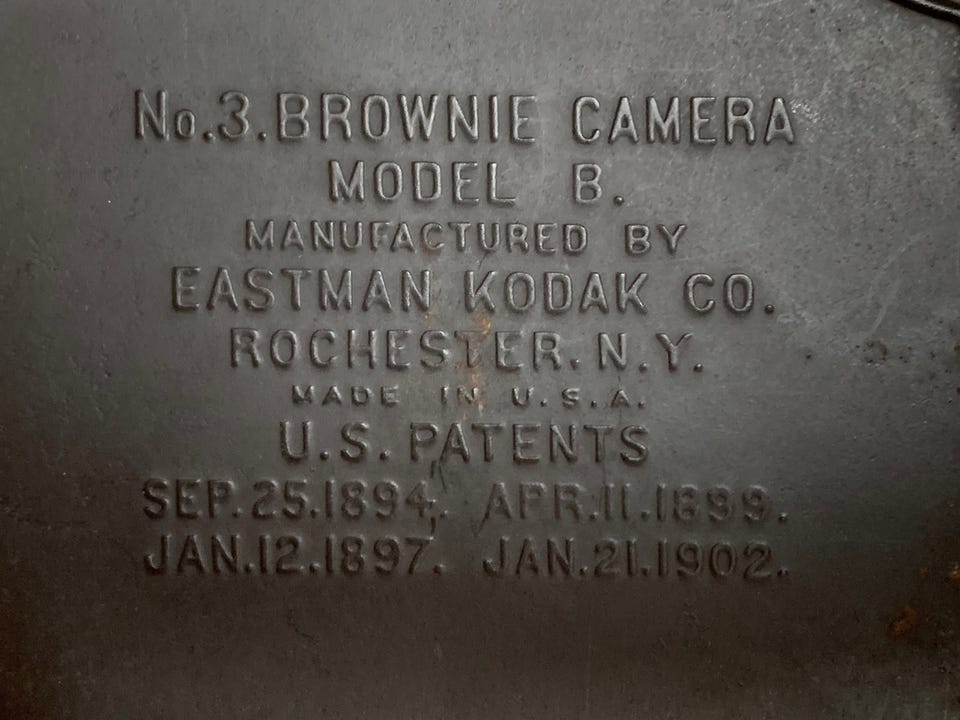 No.3.BROWNIE CAMERA
MODEL B.
MANUFACTURED BY
EASTMAN KODAK CO.
ROCHESTER. N.Y.
MADE IN U.S.A.
U.S. PATENTS
SEP.25.1894. APR.11.1899.
JAN.12.1897. JAN.21.1902.